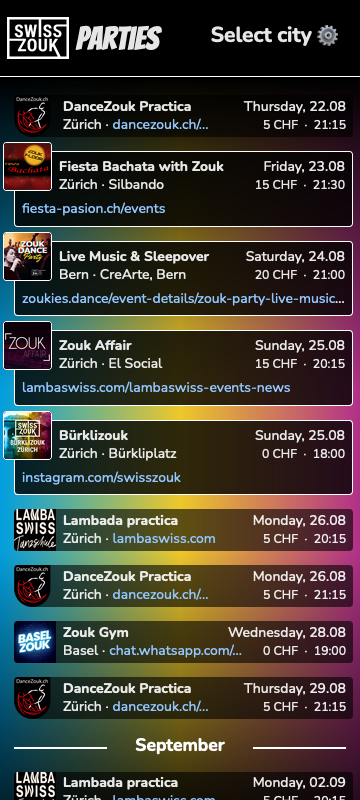 SWISS ZOUK PARTIES
Select city
DanceZouk.ch
DanceZouk Practica Thursday, 22.08
Zürich · dancezouk.ch/... 5 CHF · 21:15
Fiesta Bachata with Zouk Friday, 23.08
Zürich · Silbando 15 CHF · 21:30
fiesta-pasion.ch/events
ZOUK DANCE Party
Live Music & Sleepover Saturday, 24.08
Bern · CreArte, Bern 20 CHF · 21:00
zoukies.dance/event-details/zouk-party-live-music...
ZOUK AFFAIR
Zouk Affair Sunday, 25.08
Zürich · El Social 15 CHF · 20:15
lambaswiss.com/lambaswiss-events-news
SWISS ZOUK
BÜRKLIZOUK ZÜRICH
Bürklizouk Sunday, 25.08
Zürich · Bürkliplatz 0 CHF · 18:00
instagram.com/swisszouk
LAMBA SWISS Tanzschule
Lambada practica Monday, 26.08
Zürich · lambaswiss.com 5 CHF · 20:15
DanceZouk.ch
DanceZouk Practica Monday, 26.08
Zürich · dancezouk.ch/... 5 CHF · 21:15
BASEL ZOUK
Zouk Gym Wednesday, 28.08
Basel · chat.whatsapp.com/... 0 CHF · 19:00
DanceZouk.ch
DanceZouk Practica Thursday, 29.08
Zürich · dancezouk.ch/... 5 CHF · 21:15
September
LAMBA SWISS
Lambada practica Monday, 02.09
Zürich · lambaswiss.com 5 CHF · 20:15